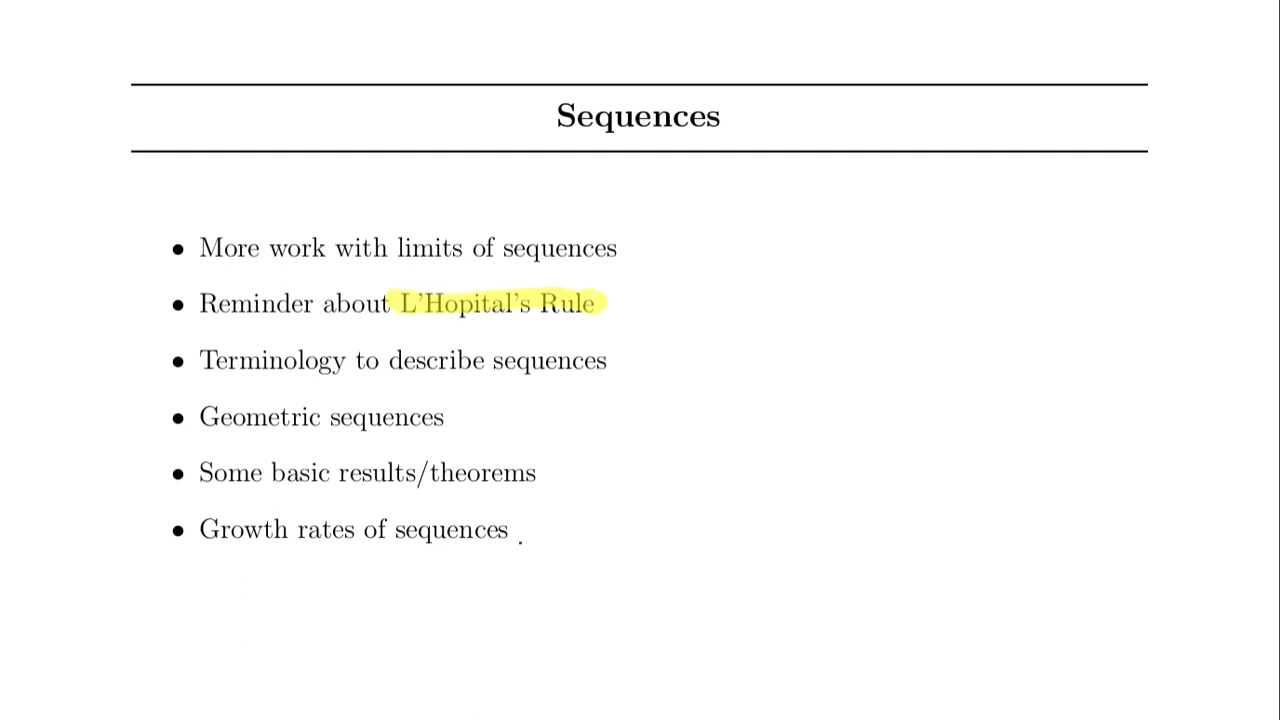 Sequences
• More work with limits of sequences
• Reminder about L'Hopital's Rule
• Terminology to describe sequences
• Geometric sequences
• Some basic results/theorems
• Growth rates of sequences .